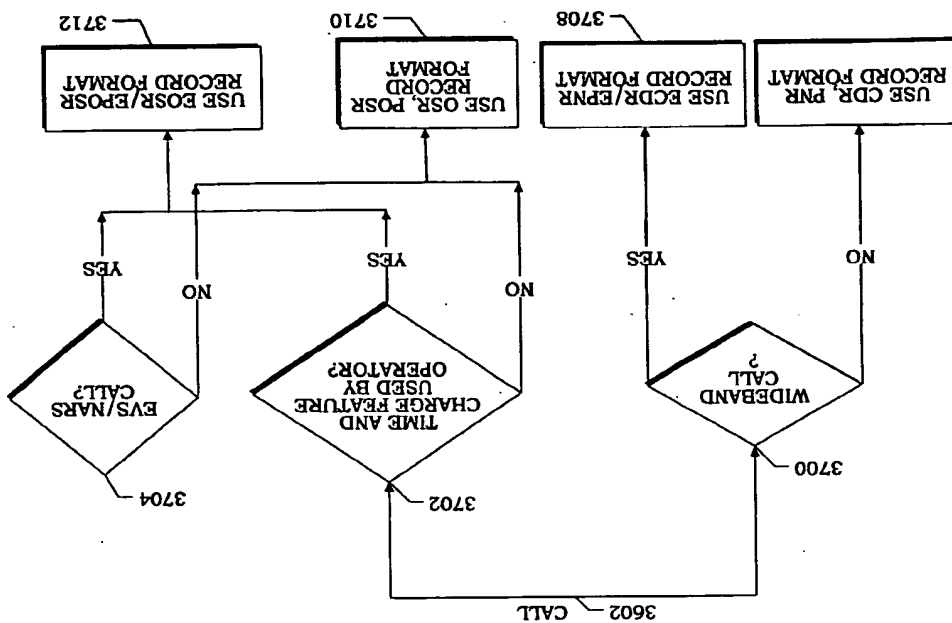 CALL
3602
3700
3702
3704
WIDEBAND
CALL
?
TIME AND
CHARGE FEATURE
USED BY
OPERATOR?
EVS/NARS
CALL?
NO
YES
NO
YES
NO
YES
USE CDR, PNR
RECORD FORMAT
USE ECDR/EPNR
RECORD FORMAT
USE OSR, POSR
RECORD
FORMAT
USE EOSR/EPOSR
RECORD FORMAT
3708
3710
3712